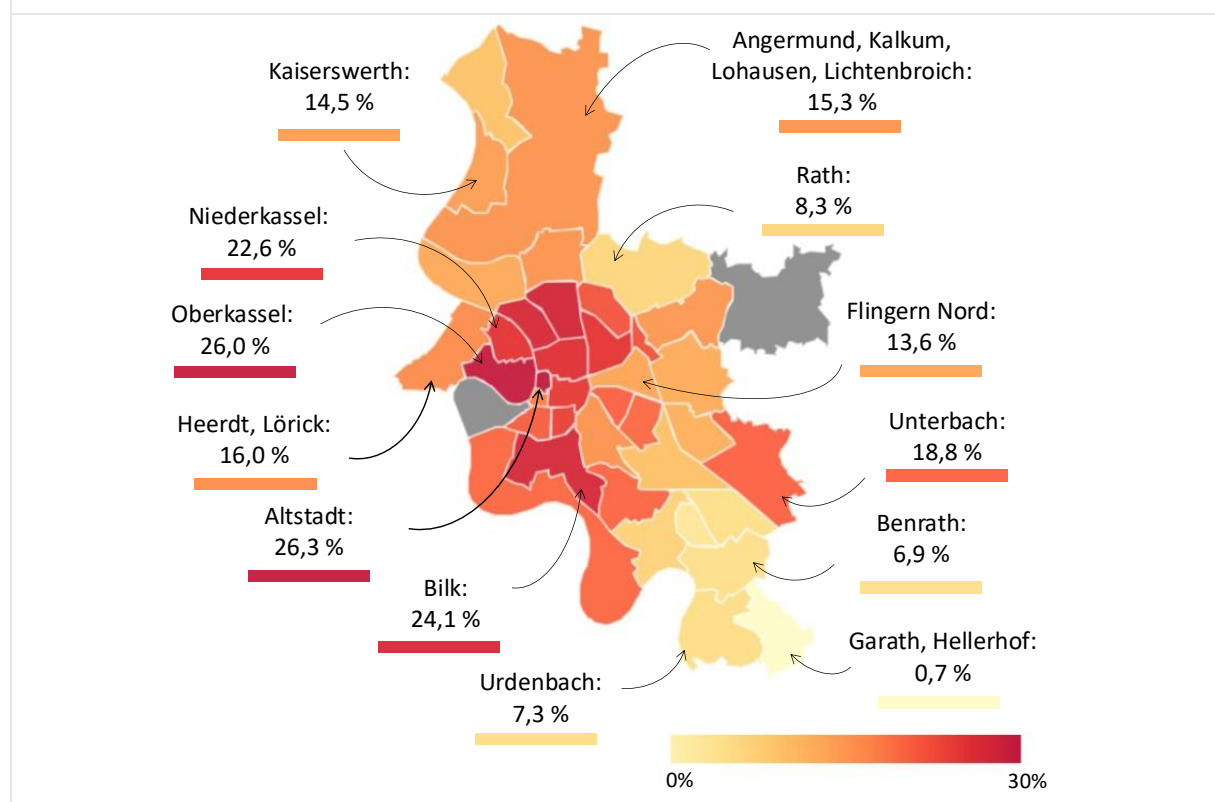 Angermund, Kalkum,
Lohausen, Lichtenbroich:
15,3 %
Kaiserswerth:
14,5 %
Rath:
8,3 %
Niederkassel:
22,6 %
Oberkassel:
26,0 %
Flingern Nord:
13,6 %
Heerdt, Lörick:
16,0 %
Unterbach:
18,8 %
Altstadt:
26,3 %
Benrath:
6,9 %
Bilk:
24,1 %
Garath, Hellerhof:
0,7 %
Urdenbach:
7,3 %
0%
30%